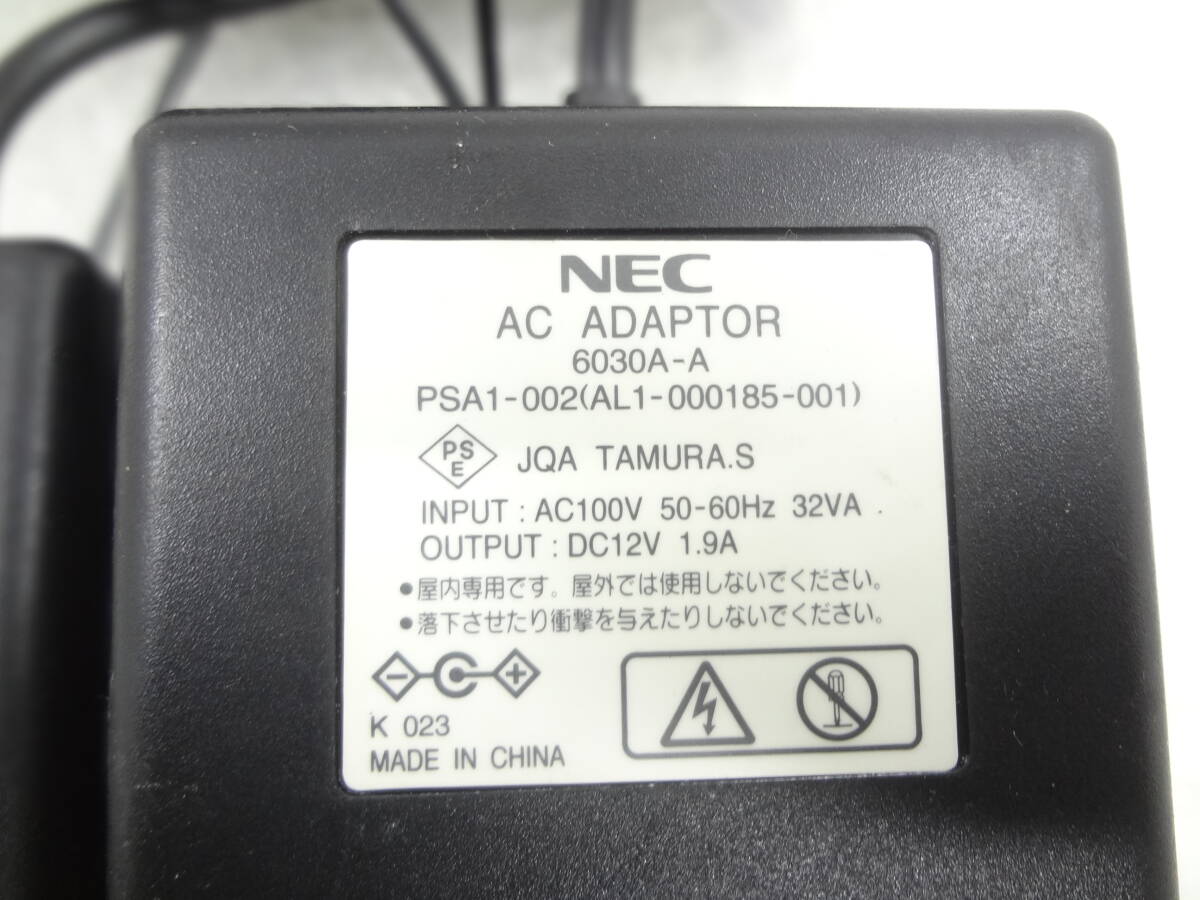 NEC
AC ADAPTOR
6030A-A
PSA1-002(AL1-000185-001)
PS
E
JQA TAMURA.S
INPUT : AC100V 50-60Hz 32VA
OUTPUT : DC12V 1.9A
●屋内専用です。屋外では使用しないでください。
●落下させたり衝撃を与えたりしないでください。
K 023
MADE IN CHINA